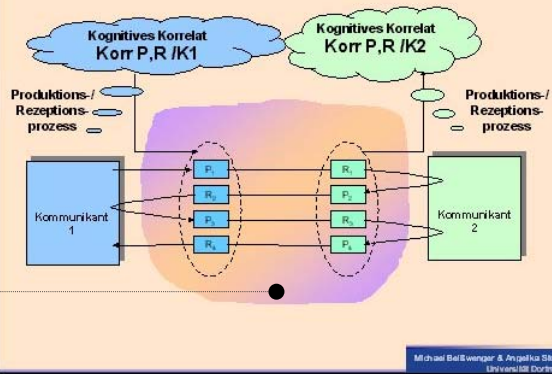 Kognitives Korrelat
Korr P,R /K1
Kognitives Korrelat
Korr P,R /K2
Produktions-/
Rezeptions-
prozess
Produktions-/
Rezeptions-
prozess
Kommunikant
1
P1
R2
P3
R4
R1
P2
R3
P4
Kommunikant
2
Michael Beißwenger & Angelika
Universität